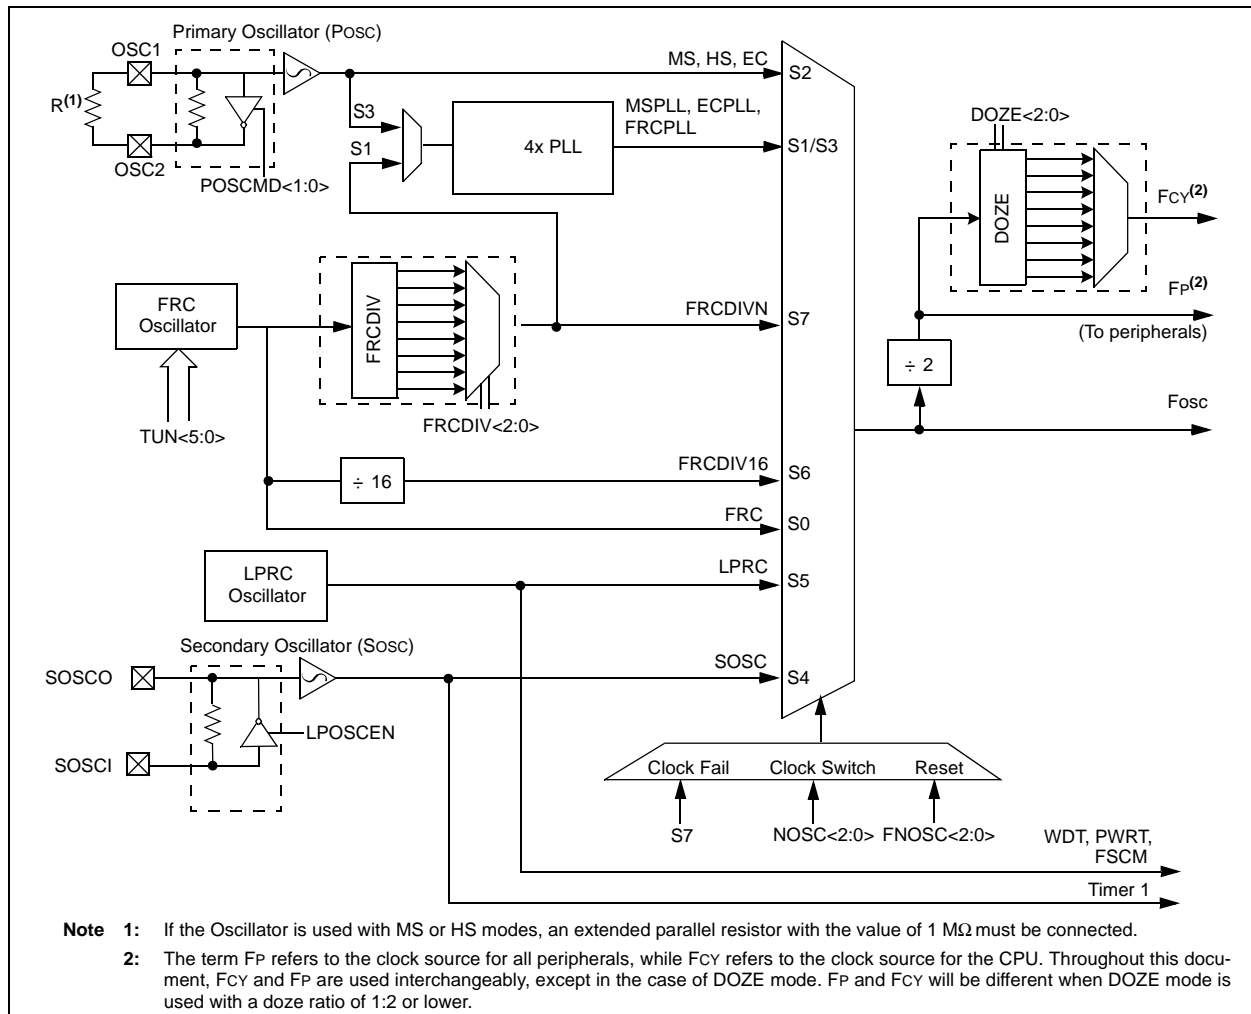 Primary Oscillator (POSC)
OSC1
R(1)
OSC2
POSCMD<1:0>
S3
S1
4x PLL
MS, HS, EC
S2
MSPLL, ECPLL,
FRCPLL
S1/S3
DOZE<2:0>
DOZE
FCY(2)
FP(2)
(To peripherals)
÷ 2
FOSC
FRC
Oscillator
TUN<5:0>
FRCDIV
FRCDIV<2:0>
FRCDIVN
S7
÷ 16
FRCDIV16
S6
FRC
S0
LPRC
Oscillator
LPRC
S5
Secondary Oscillator (SOSC)
SOSCO
SOSCI
LPOSCEN
SOSC
S4
Clock Fail
Clock Switch
Reset
S7
NOSC<2:0>
FNOSC<2:0>
WDT, PWRT,
FSCM
Timer 1
Note 1: If the Oscillator is used with MS or HS modes, an extended parallel resistor with the value of 1 MΩ must be connected.
2: The term FP refers to the clock source for all peripherals, while FCY refers to the clock source for the CPU. Throughout this docu-
ment, FCY and FP are used interchangeably, except in the case of DOZE mode. FP and FCY will be different when DOZE mode is
used with a doze ratio of 1:2 or lower.